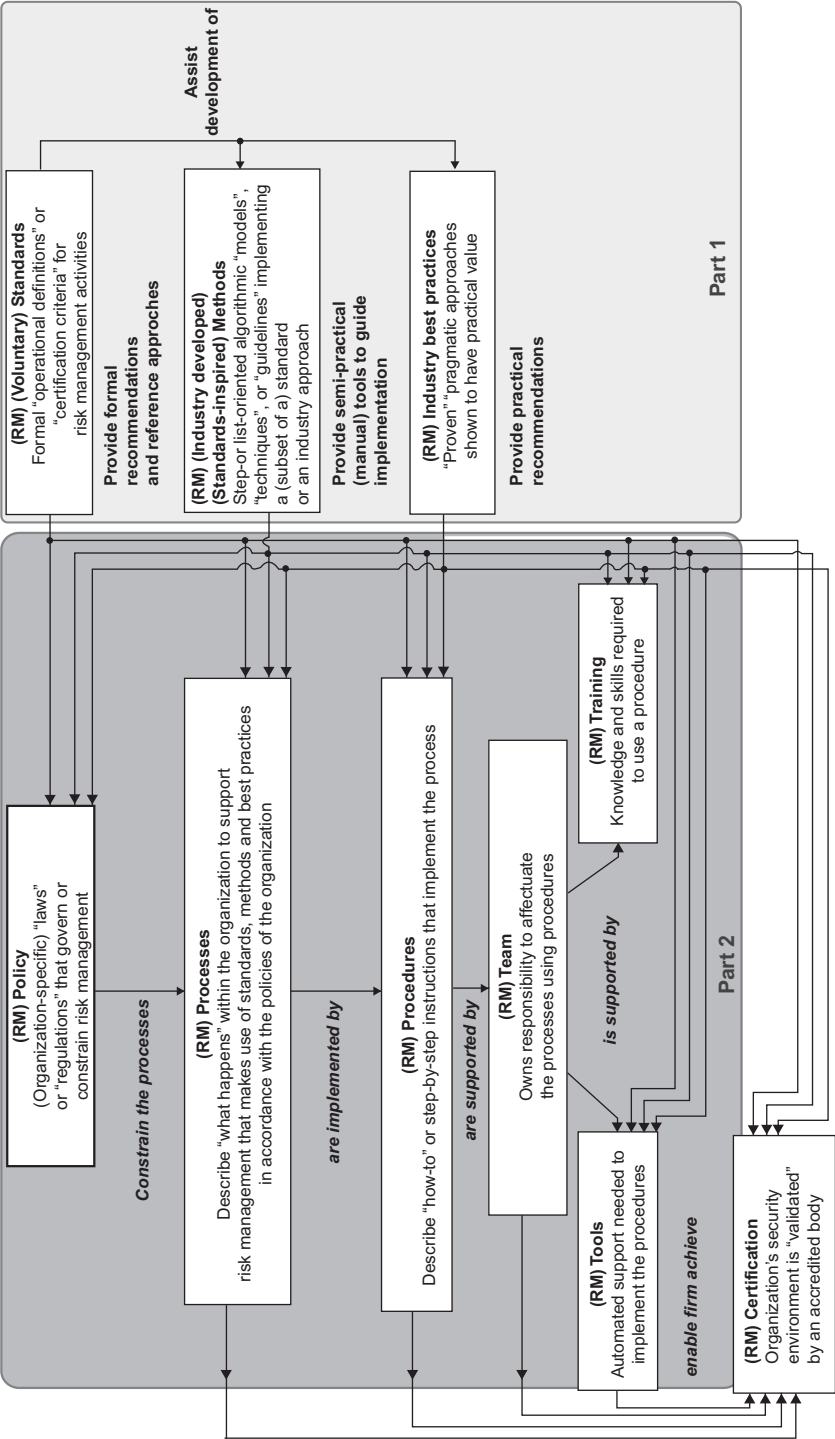 (RM) Policy
(Organization-specific) “laws”
or “regulations” that govern or
constrain risk management
Constrain the processes
(RM) Processes
Describe “what happens” within the organization to support
risk management that makes use of standards, methods and best practices
in accordance with the policies of the organization
are implemented by
(RM) Procedures
Describe “how-to” or step-by-step instructions that implement the process
are supported by
(RM) Team
Owns responsibility to affectuate
the processes using procedures
is supported by
(RM) Tools
Automated support needed to
implement the procedures
(RM) Training
Knowledge and skills required
to use a procedure
enable firm achieve
Part 2
(RM) Certification
Organization’s security
environment is “validated”
by an accredited body
(RM) (Voluntary) Standards
Formal “operational definitions” or
“certification criteria” for
risk management activities
Provide formal
recommendations
and reference approches
Assist
development of
(RM) (Industry developed)
(Standards-inspired) Methods
Step-or list-oriented algorithmic “models”,
“techniques”, or “guidelines” implementing
a (subset of a) standard
or an industry approach
Provide semi-practical
(manual) tools to guide
implementation
(RM) Industry best practices
“Proven” “pragmatic approaches
shown to have practical value
Provide practical
recommendations
Part 1